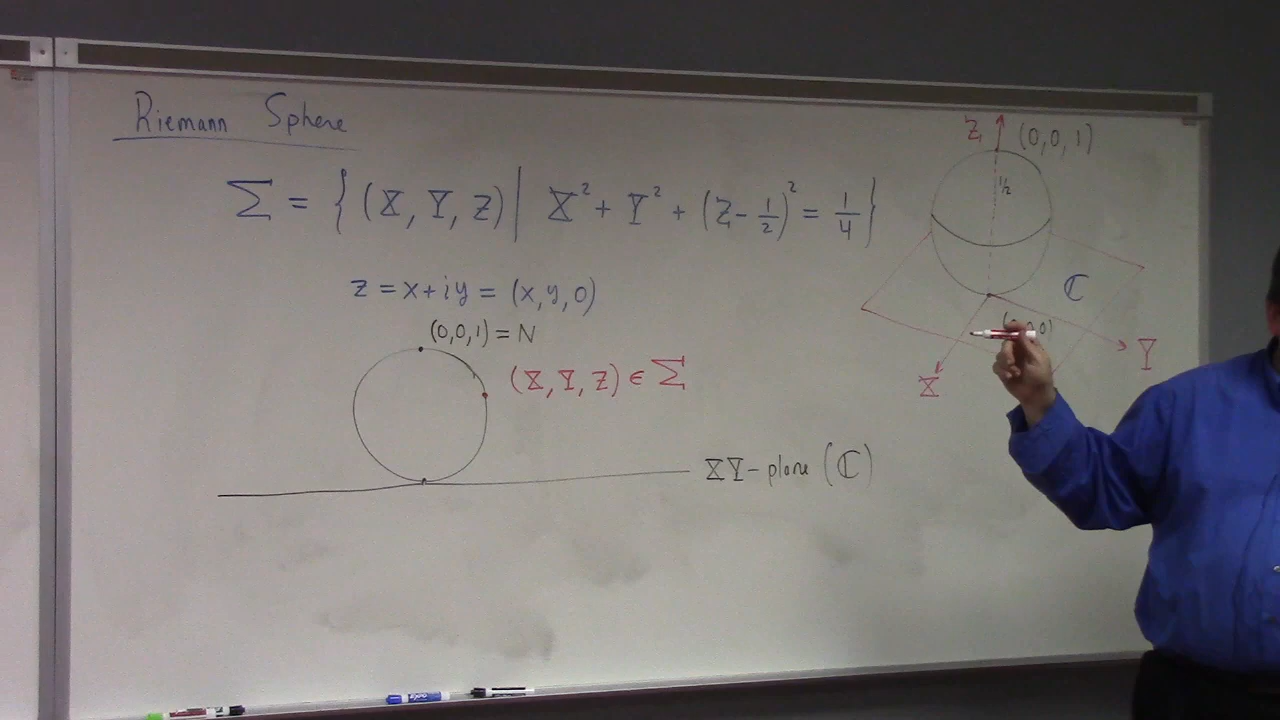 Riemann Sphere
Σ = { (X, Y, Z) | X² + Y² + (Z - 1/2)² = 1/4 }
z = x + iy = (x, y, 0)
(0,0,1) = N
(X, Y, Z) ∈ Σ
XY-plane (ℂ)
Z (0,0,1)
1/2
ℂ
Y
X